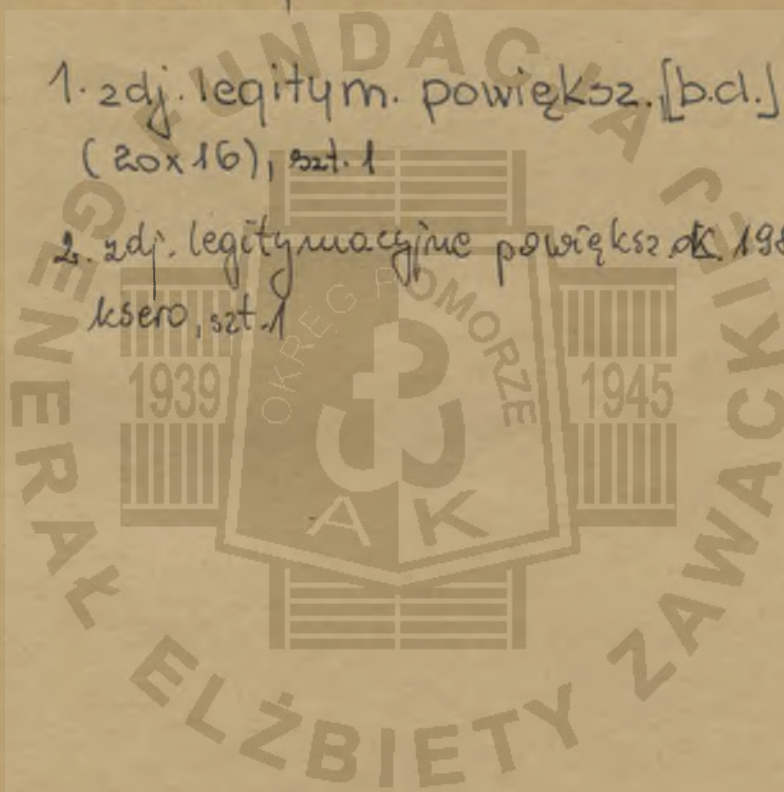 1. zdj. legitym. powiększ. [b.d.]
(20x16), szt. 1
2. zdj. legitymacyjne powiększ. ok. 198
ksero, szt. 1
FUNDACJA
GENERAŁ ELŻBIETY ZAWACKIEJ
OKRĘG POMORZE
1939
1945
A K